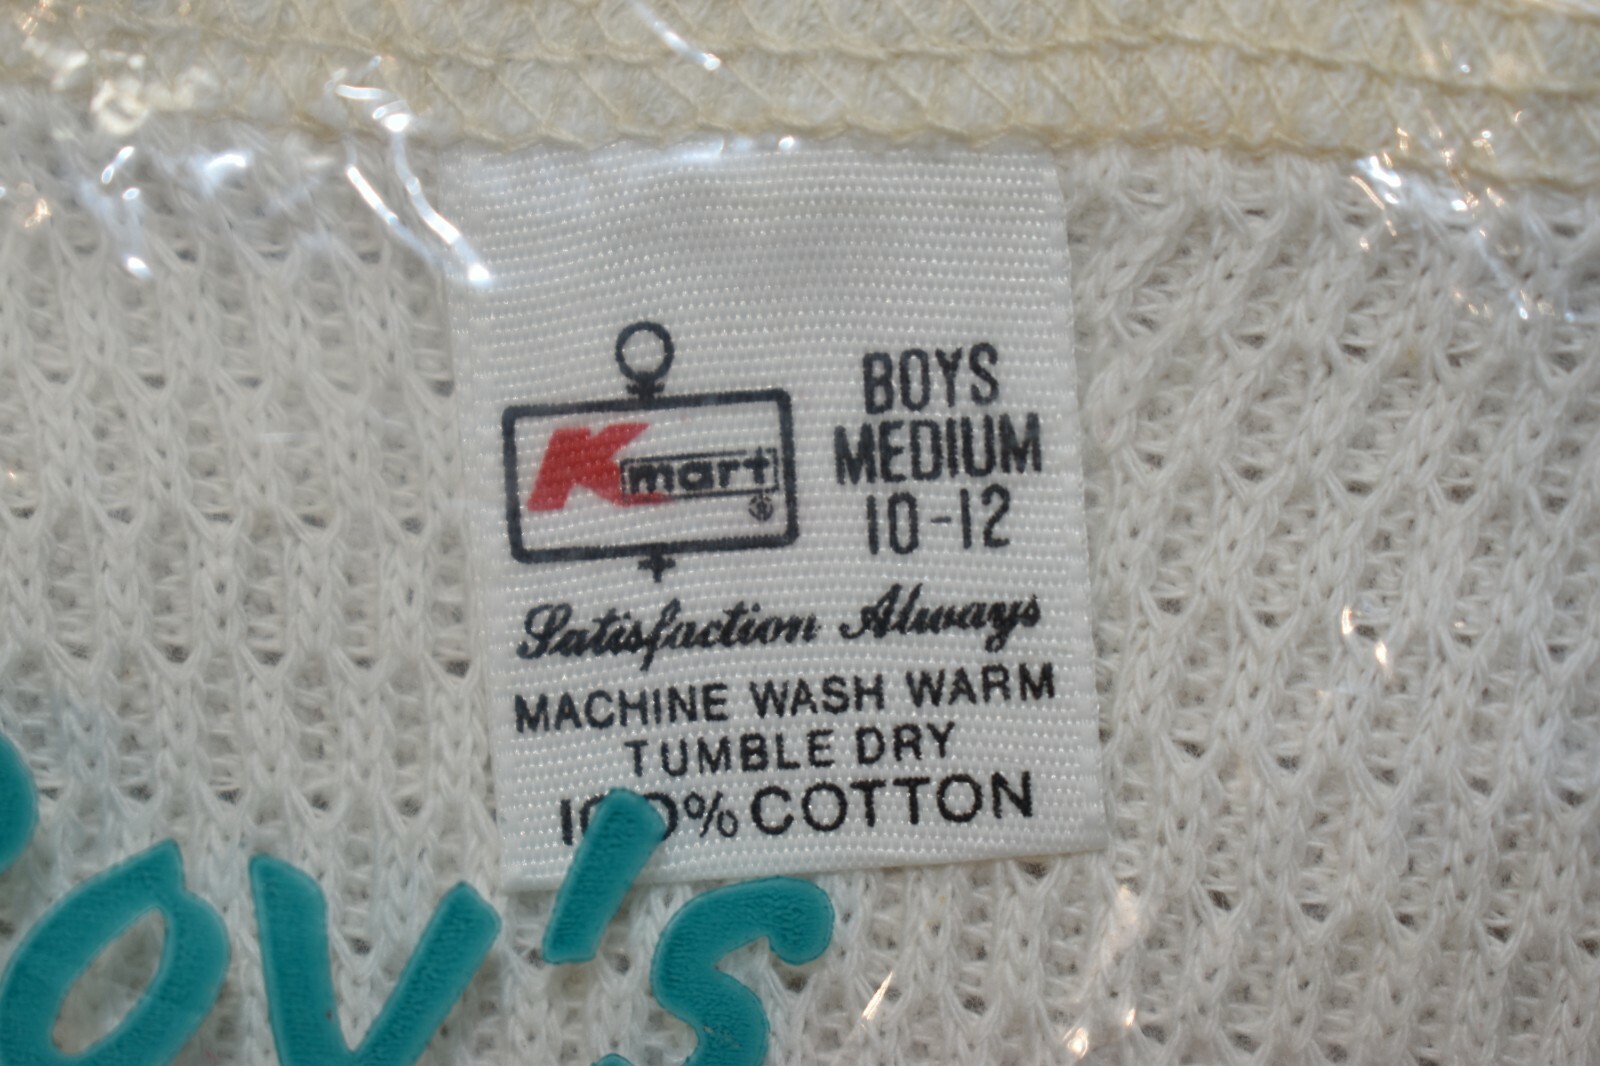 Kmart®
BOYS
MEDIUM
10-12
Satisfaction Always
MACHINE WASH WARM
TUMBLE DRY
100% COTTON